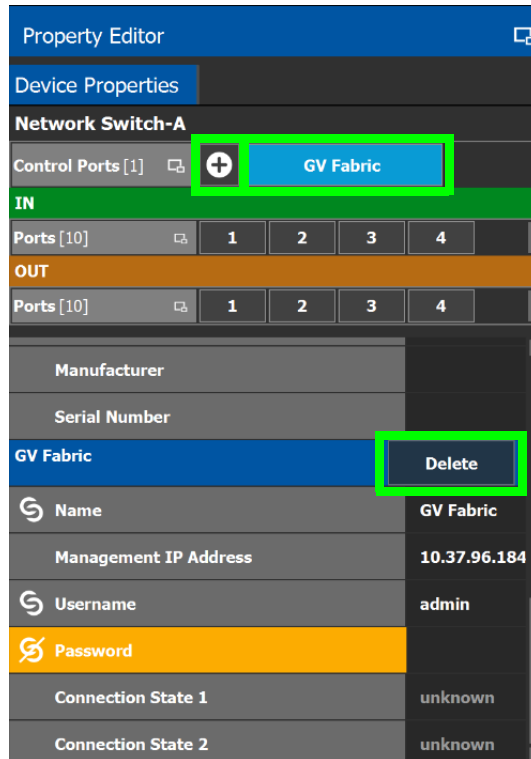 Property Editor
Device Properties
Network Switch-A
Control Ports [1] GV Fabric
IN
Ports [10] 1 2 3 4
OUT
Ports [10] 1 2 3 4
Manufacturer
Serial Number
GV Fabric Delete
Name GV Fabric
Management IP Address 10.37.96.184
Username admin
Password
Connection State 1 unknown
Connection State 2 unknown